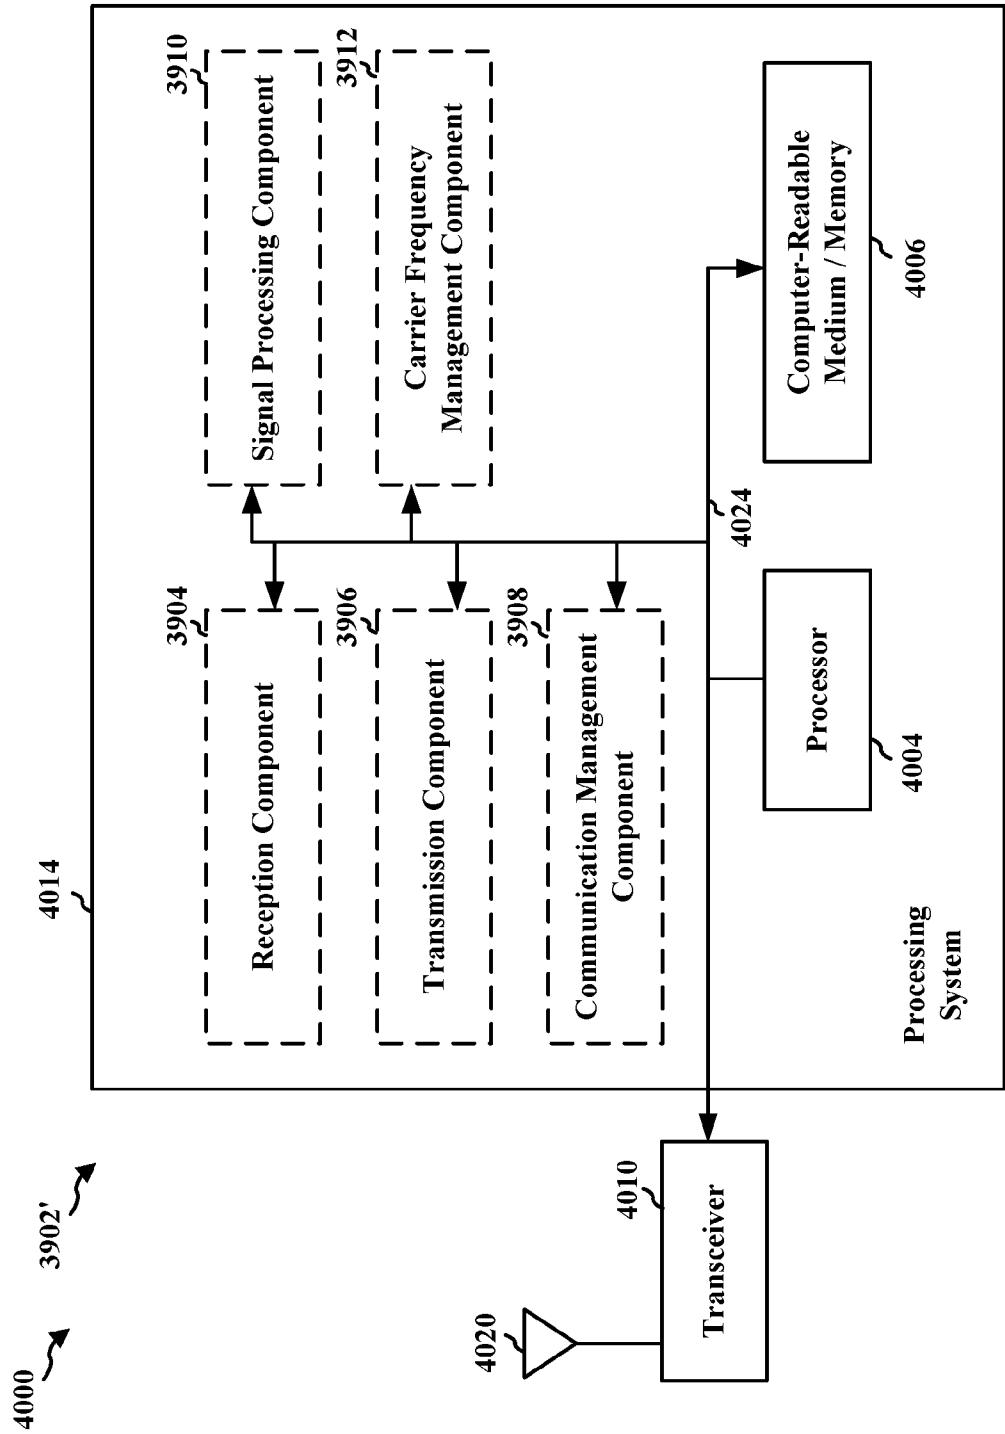 4000
3902'
4014
3904
Reception Component
3910
Signal Processing Component
3906
Transmission Component
3912
Carrier Frequency
Management Component
3908
Communication Management
Component
4024
4020
4010
Transceiver
Processor
4004
Computer-Readable
Medium / Memory
4006
Processing
System